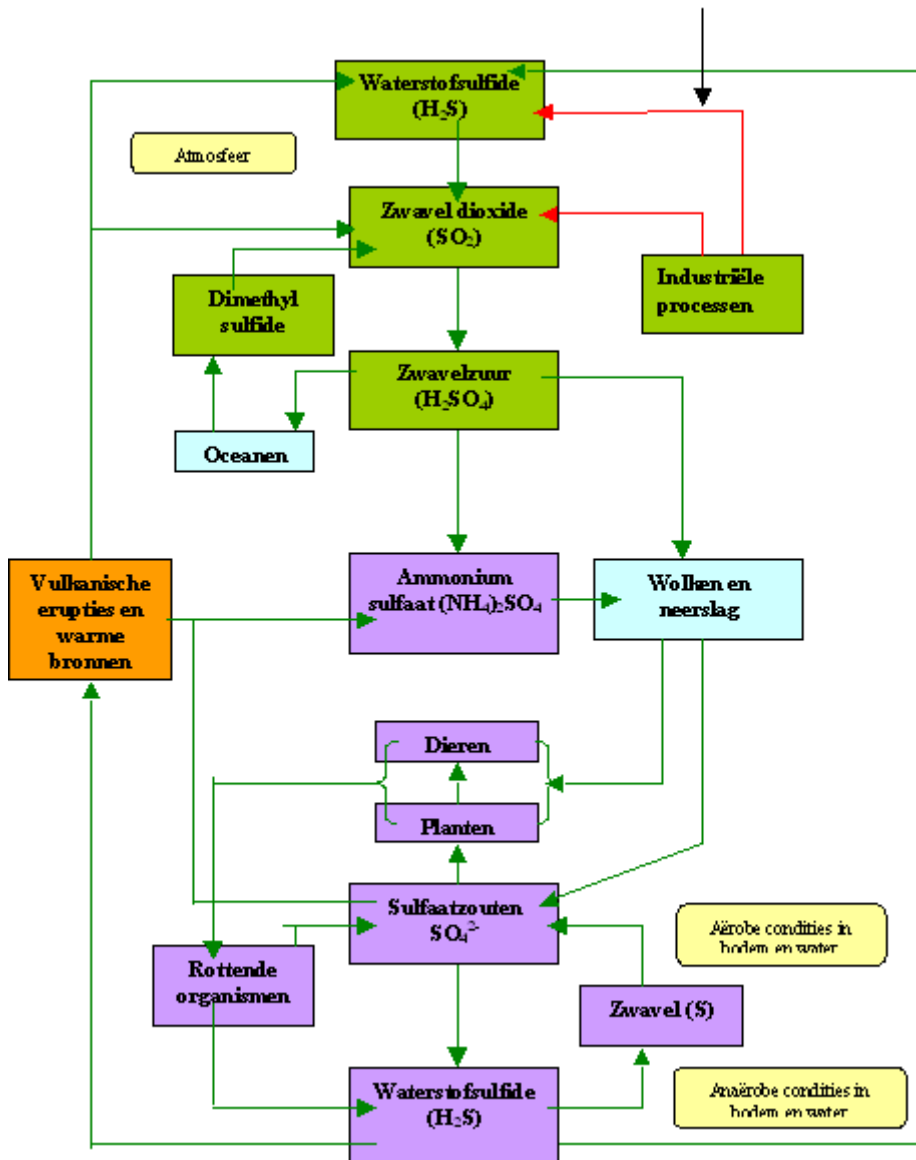 Waterstofsulfide
(H₂S)
Atmosfeer
Zwavel dioxide
(SO₂)
Industriële
processen
Dimethyl
sulfide
Zwavelzuur
(H₂SO₄)
Oceanen
Vulkanische
erupties en
warme
bronnen
Ammonium
sulfaat (NH₄)₂SO₄
Wolken en
neerslag
Dieren
Planten
Sulfaatzouten
SO₄²⁻
Aërobe condities in
bodem en water
Rottende
organismen
Zwavel (S)
Waterstofsulfide
(H₂S)
Anaërobe condities in
bodem en water